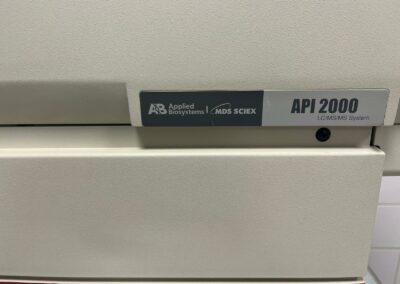 AB Applied Biosystems | MDS SCIEX
API 2000
LC/MS/MS System